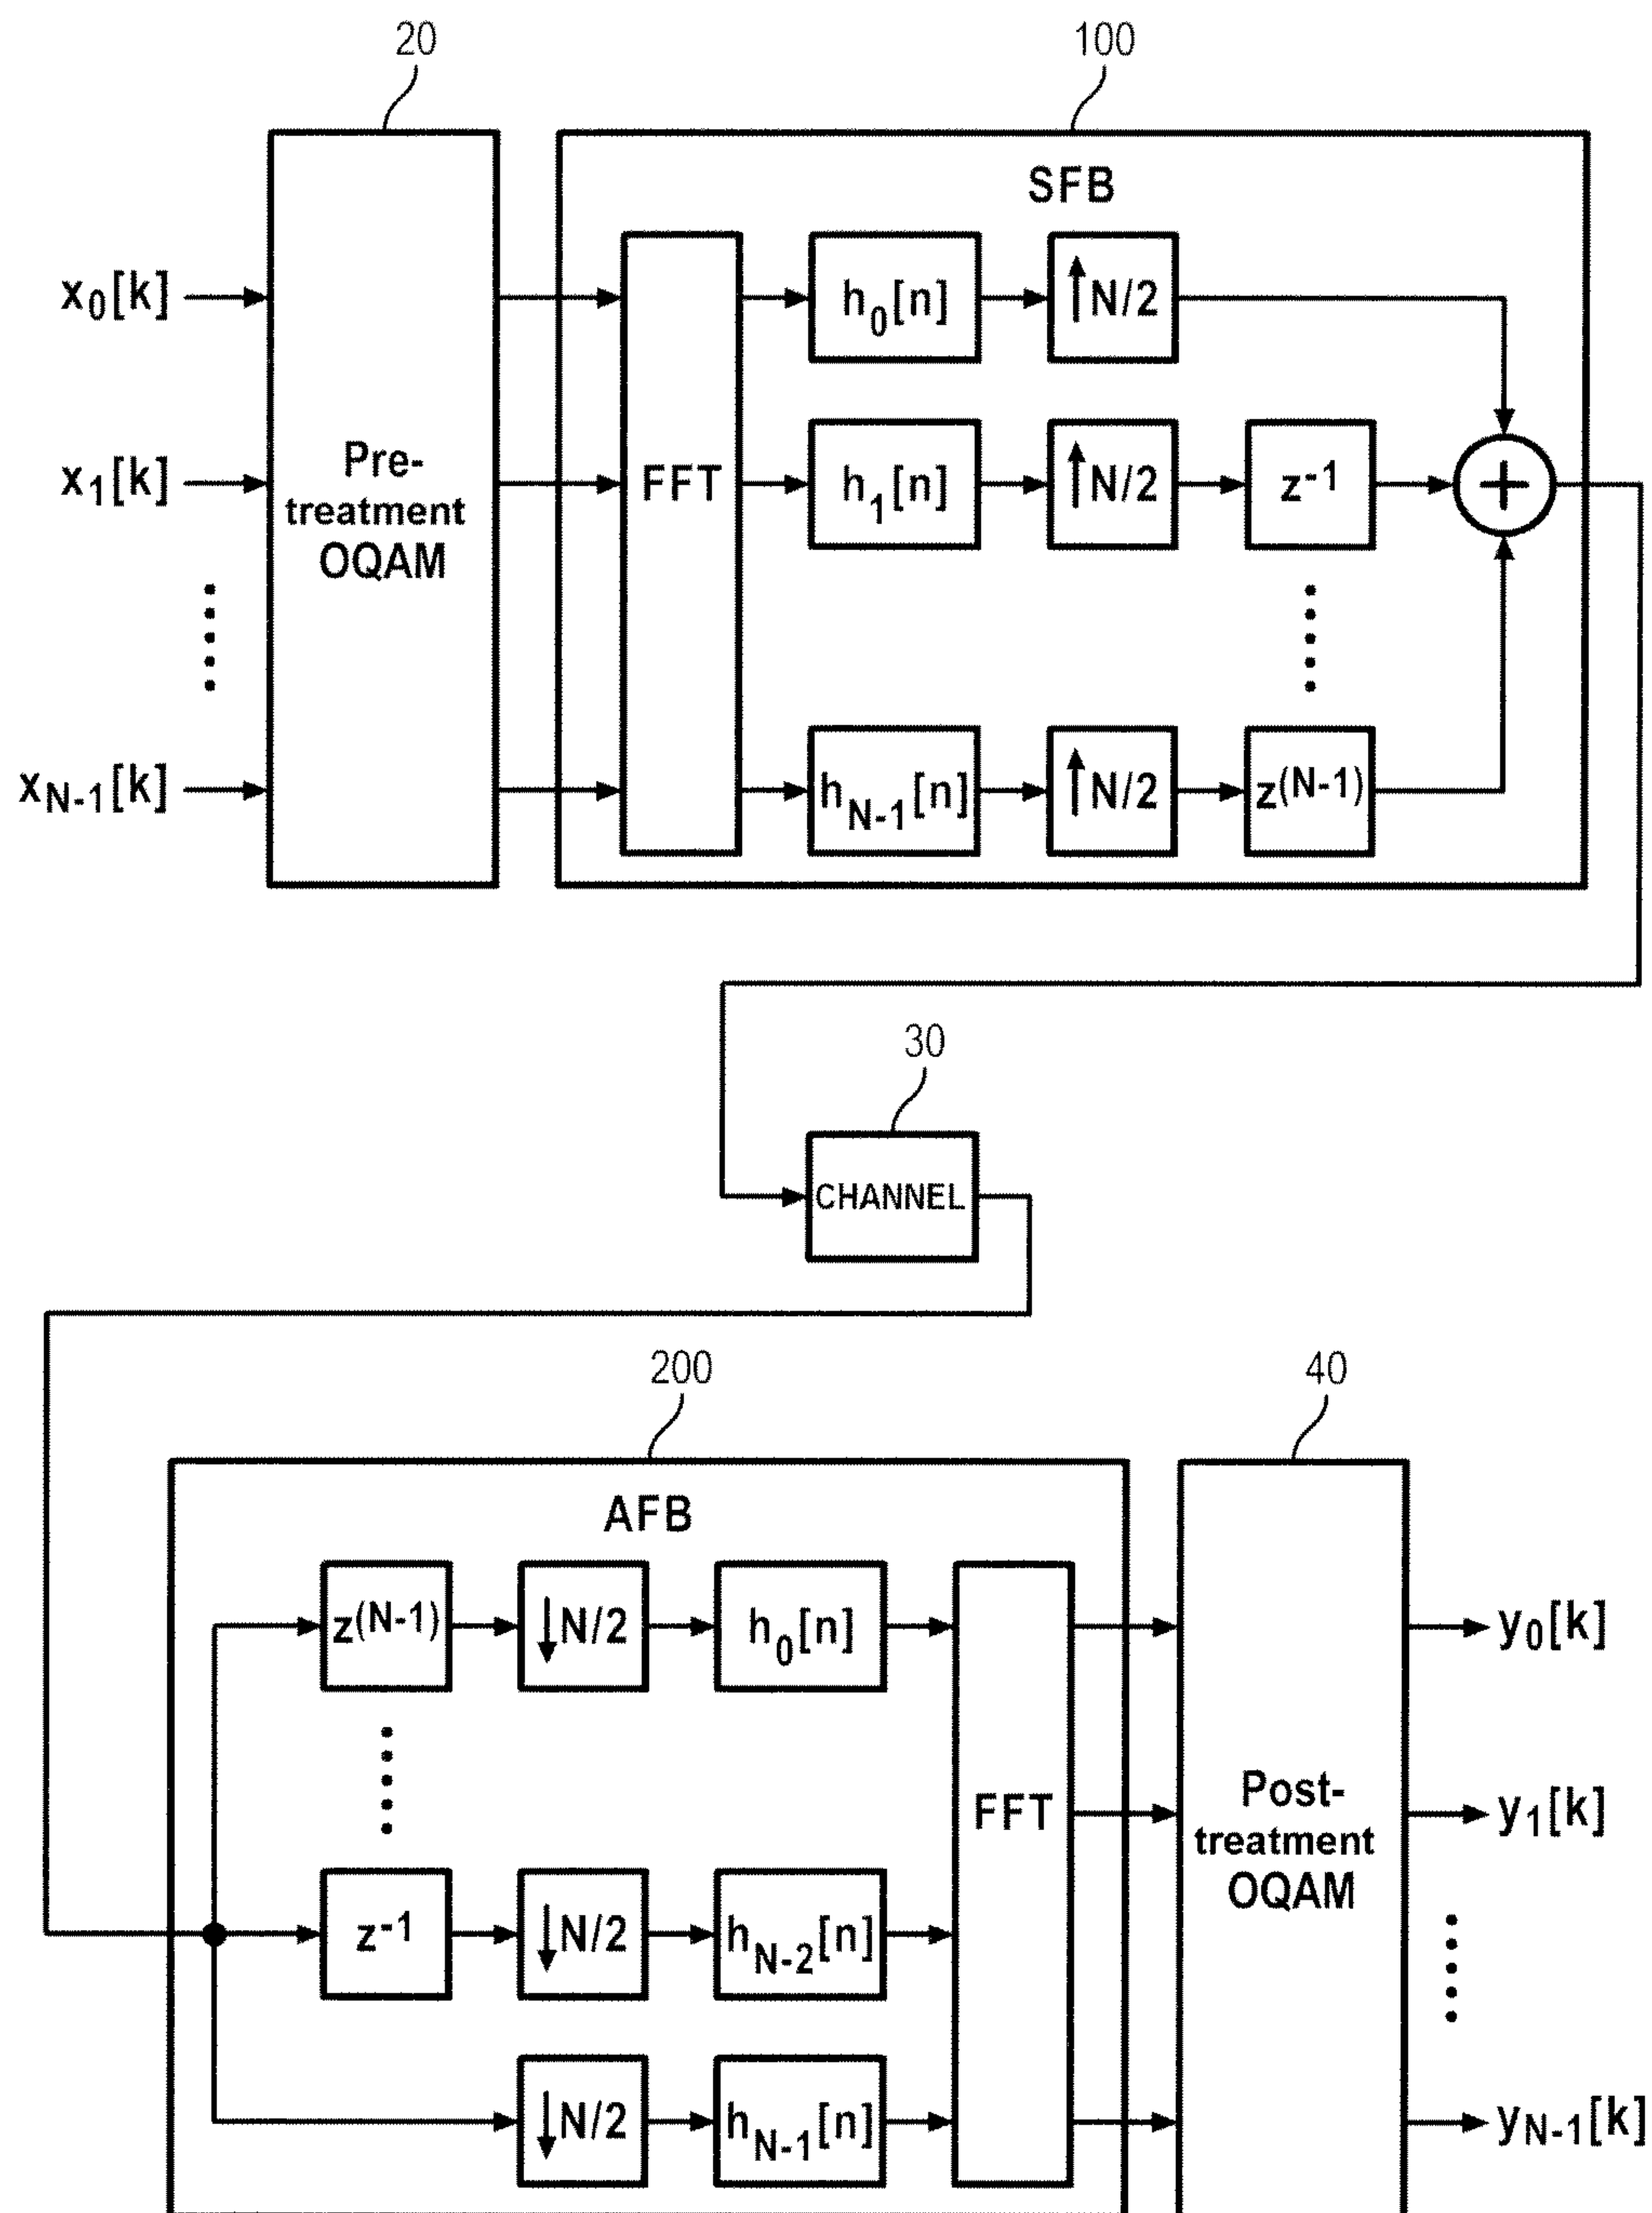 20
100
SFB
x0[k]
h0[n]
↑N/2
x1[k]
Pre-
treatment
OQAM
FFT
h1[n]
↑N/2
z-1
+
xN-1[k]
hN-1[n]
↑N/2
z(N-1)
30
CHANNEL
200
40
AFB
z(N-1)
↓N/2
h0[n]
y0[k]
FFT
Post-
treatment
OQAM
y1[k]
z-1
↓N/2
hN-2[n]
↓N/2
hN-1[n]
yN-1[k]